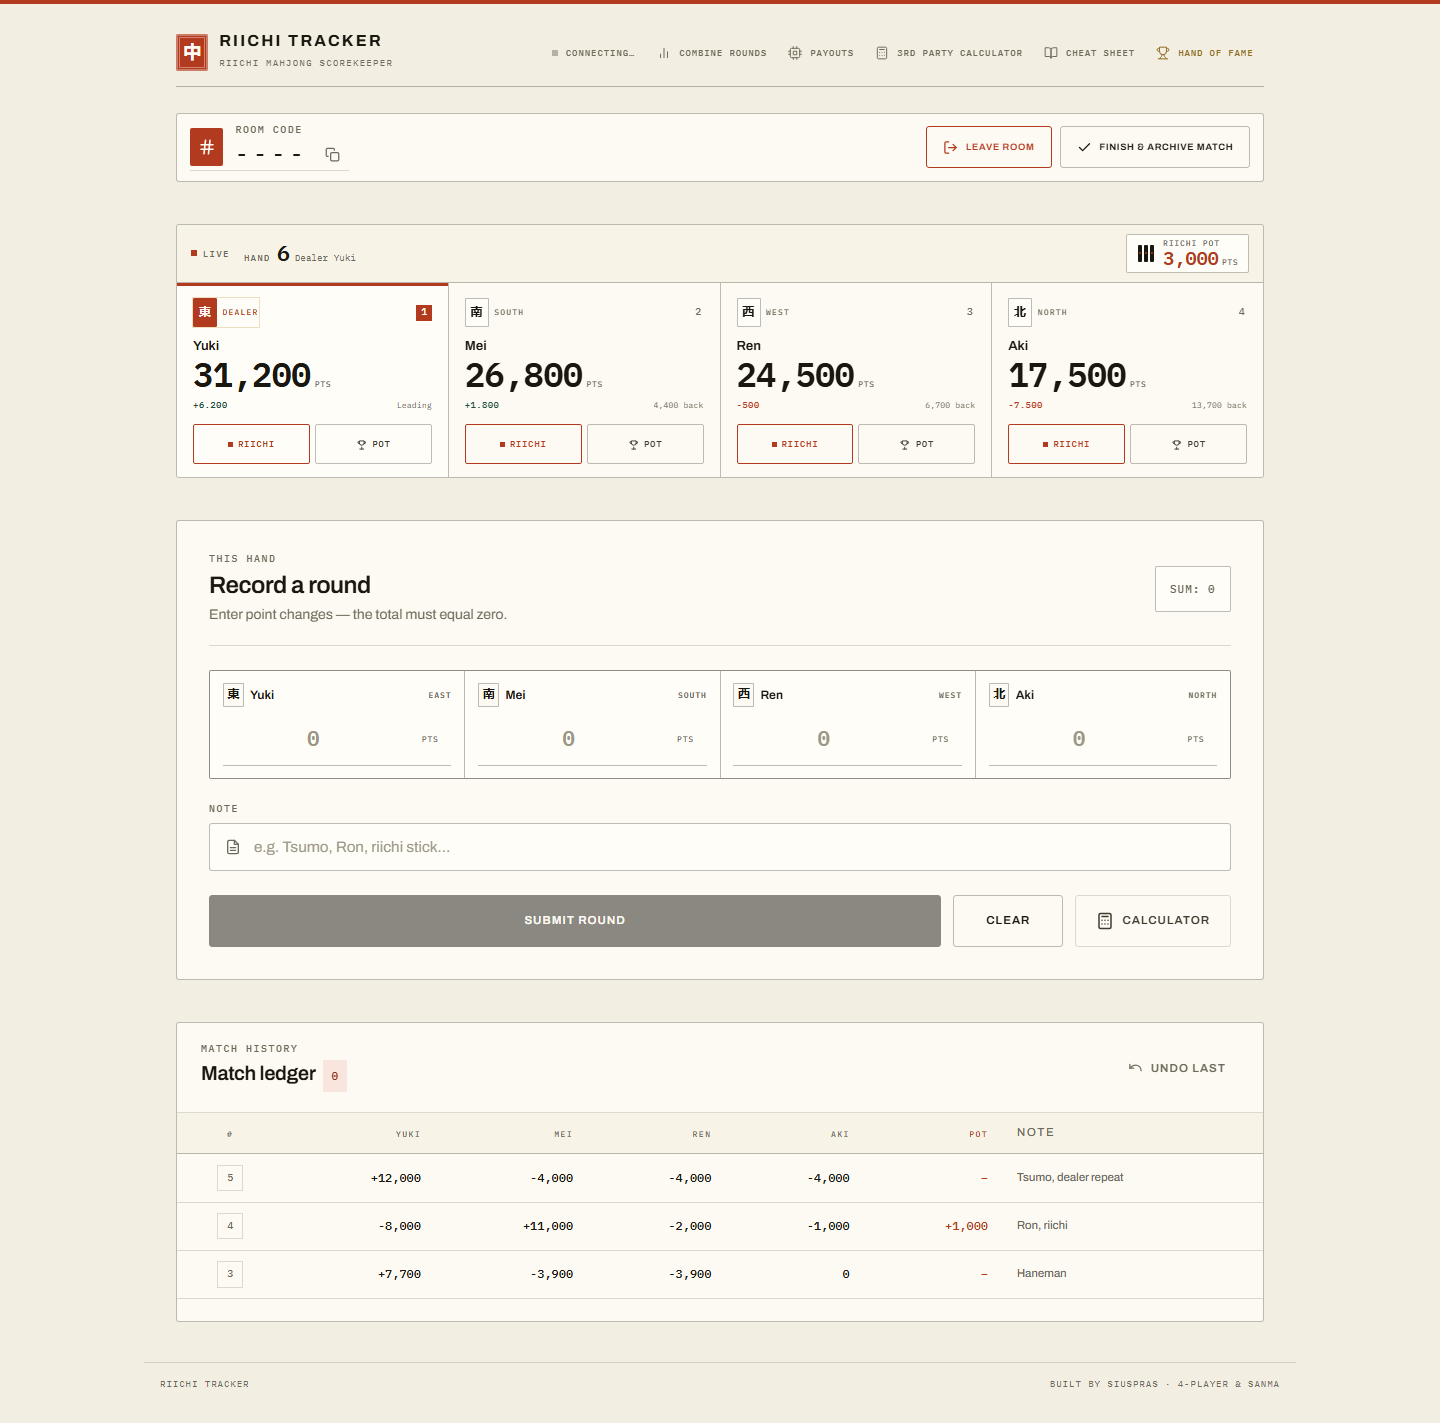 中
RIICHI TRACKER
RIICHI MAHJONG SCOREKEEPER
CONNECTING…
COMBINE ROUNDS
PAYOUTS
3RD PARTY CALCULATOR
CHEAT SHEET
HAND OF FAME
#
ROOM CODE
----
LEAVE ROOM
FINISH & ARCHIVE MATCH
LIVE
HAND 6 Dealer Yuki
RIICHI POT
3,000 PTS
東 DEALER 1
Yuki
31,200 PTS
+6.200 Leading
RIICHI POT
南 SOUTH 2
Mei
26,800 PTS
+1.800 4,400 back
RIICHI POT
西 WEST 3
Ren
24,500 PTS
-500 6,700 back
RIICHI POT
北 NORTH 4
Aki
17,500 PTS
-7.500 13,700 back
RIICHI POT
THIS HAND
Record a round
Enter point changes — the total must equal zero.
SUM: 0
東 Yuki EAST
0 PTS
南 Mei SOUTH
0 PTS
西 Ren WEST
0 PTS
北 Aki NORTH
0 PTS
NOTE
e.g. Tsumo, Ron, riichi stick...
SUBMIT ROUND
CLEAR
CALCULATOR
MATCH HISTORY
Match ledger 0
UNDO LAST
# YUKI MEI REN AKI POT NOTE
5 +12,000 -4,000 -4,000 -4,000 – Tsumo, dealer repeat
4 -8,000 +11,000 -2,000 -1,000 +1,000 Ron, riichi
3 +7,700 -3,900 -3,900 0 – Haneman
RIICHI TRACKER
BUILT BY SIUSPRAS · 4-PLAYER & SANMA